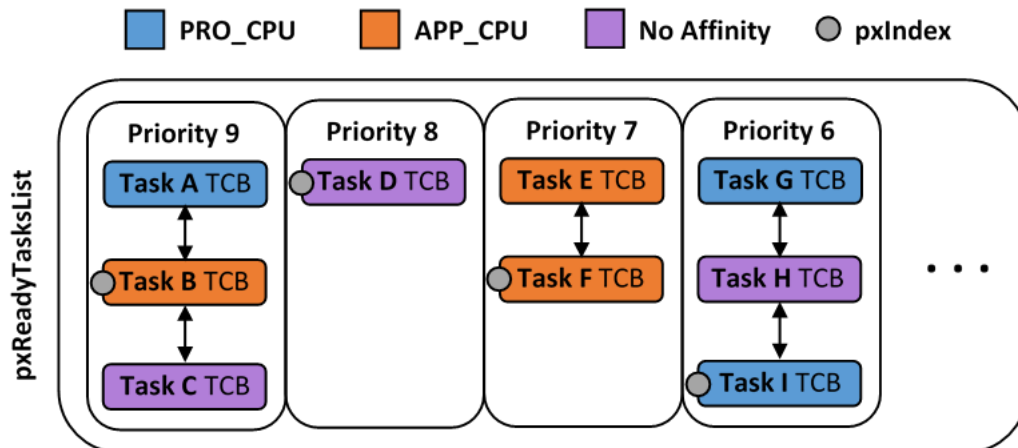 PRO_CPU APP_CPU No Affinity pxIndex
pxReadyTasksList
Priority 9 Priority 8 Priority 7 Priority 6
Task A TCB Task D TCB Task E TCB Task G TCB
Task B TCB Task F TCB Task H TCB
Task C TCB Task I TCB
...